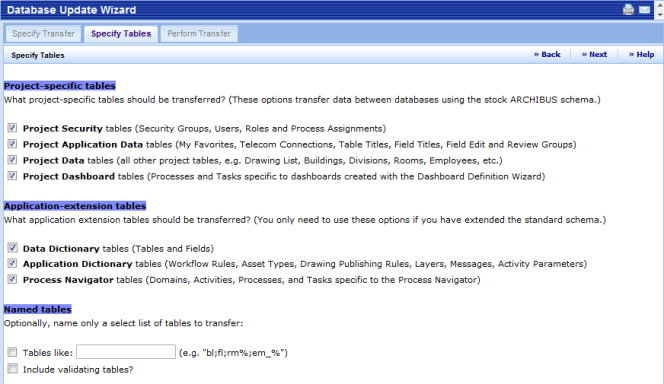 Database Update Wizard
Specify Transfer Specify Tables Perform Transfer
Specify Tables » Back » Next » Help
Project-specific tables
What project-specific tables should be transferred? (These options transfer data between databases using the stock ARCHIBUS schema.)
Project Security tables (Security Groups, Users, Roles and Process Assignments)
Project Application Data tables (My Favorites, Telecom Connections, Table Titles, Field Titles, Field Edit and Review Groups)
Project Data tables (all other project tables, e.g. Drawing List, Buildings, Divisions, Rooms, Employees, etc.)
Project Dashboard tables (Processes and Tasks specific to dashboards created with the Dashboard Definition Wizard)
Application-extension tables
What application extension tables should be transferred? (You only need to use these options if you have extended the standard schema.)
Data Dictionary tables (Tables and Fields)
Application Dictionary tables (Workflow Rules, Asset Types, Drawing Publishing Rules, Layers, Messages, Activity Parameters)
Process Navigator tables (Domains, Activities, Processes, and Tasks specific to the Process Navigator)
Named tables
Optionally, name only a select list of tables to transfer:
Tables like: (e.g. "bl;fl;rm%;em_%")
Include validating tables?